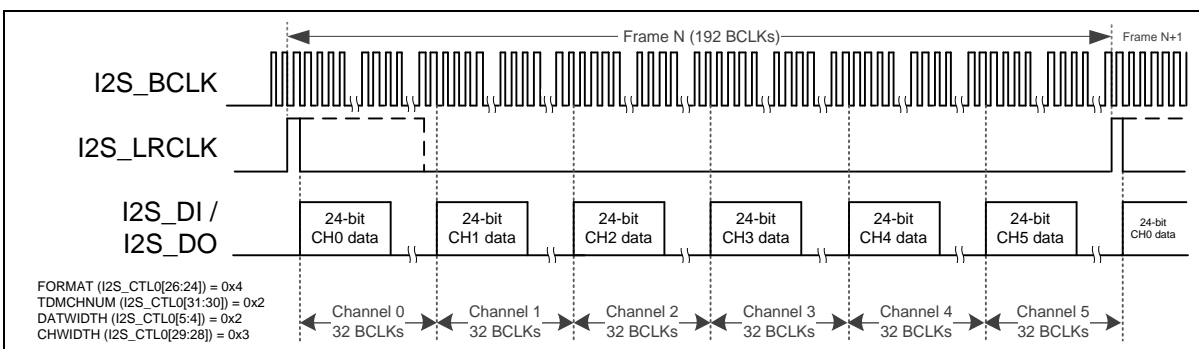 Frame N (192 BCLKs)
Frame N+1
I2S_BCLK
I2S_LRCLK
I2S_DI /
I2S_DO
24-bit
CH0 data
24-bit
CH1 data
24-bit
CH2 data
24-bit
CH3 data
24-bit
CH4 data
24-bit
CH5 data
24-bit
CH0 data
FORMAT (I2S_CTL0[26:24]) = 0x4
TDMCHNUM (I2S_CTL0[31:30]) = 0x2
DATWIDTH (I2S_CTL0[5:4]) = 0x2
CHWIDTH (I2S_CTL0[29:28]) = 0x3
Channel 0
32 BCLKs
Channel 1
32 BCLKs
Channel 2
32 BCLKs
Channel 3
32 BCLKs
Channel 4
32 BCLKs
Channel 5
32 BCLKs